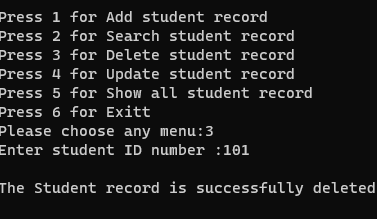 Press 1 for Add student record
Press 2 for Search student record
Press 3 for Delete student record
Press 4 for Update student record
Press 5 for Show all student record
Press 6 for Exitt
Please choose any menu:3
Enter student ID number :101
The Student record is successfully deleted